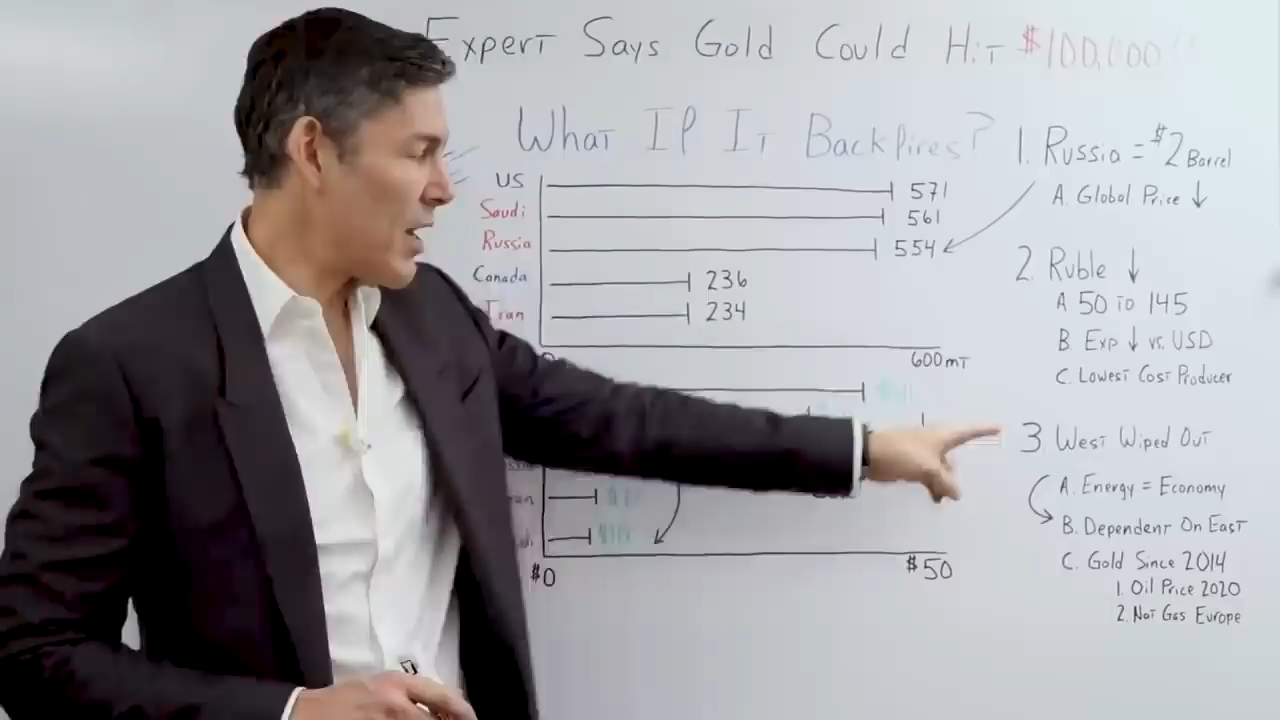 Expert Says Gold Could Hit $100,000
What If It Backfires?
US 571
Saudi 561
Russia 554
Canada 236
Iran 234
600mT
$0 $50
1. Russia = $2 Barrel
A. Global Price ↓
2. Ruble ↓
A 50 to 145
B. Exp ↓ vs. USD
C. Lowest Cost Producer
3 West Wiped Out
A. Energy = Economy
B. Dependent On East
C. Gold Since 2014
1. Oil Price 2020
2. Nat Gas Europe